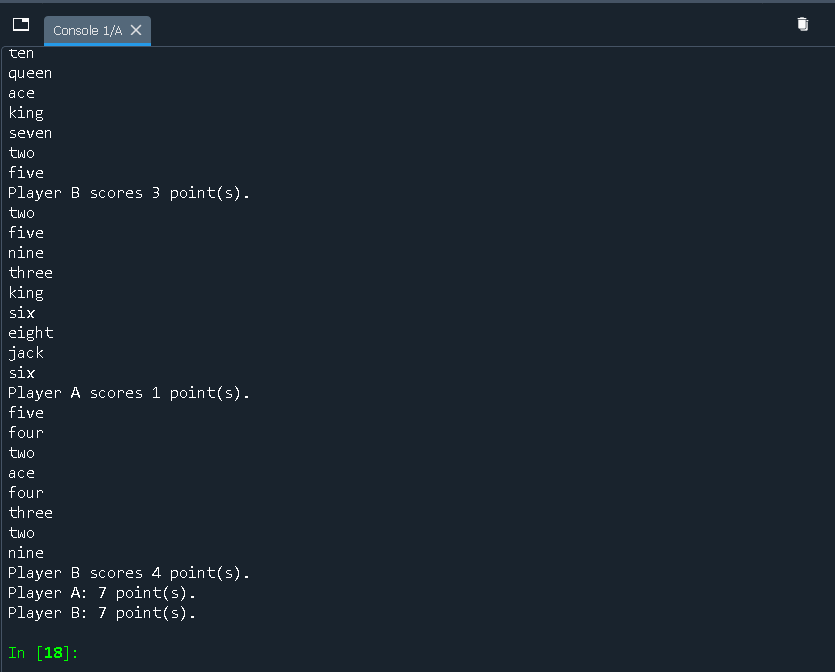 Console 1/A
ten
queen
ace
king
seven
two
five
Player B scores 3 point(s).
two
five
nine
three
king
six
eight
jack
six
Player A scores 1 point(s).
five
four
two
ace
four
three
two
nine
Player B scores 4 point(s).
Player A: 7 point(s).
Player B: 7 point(s).
In [18]: